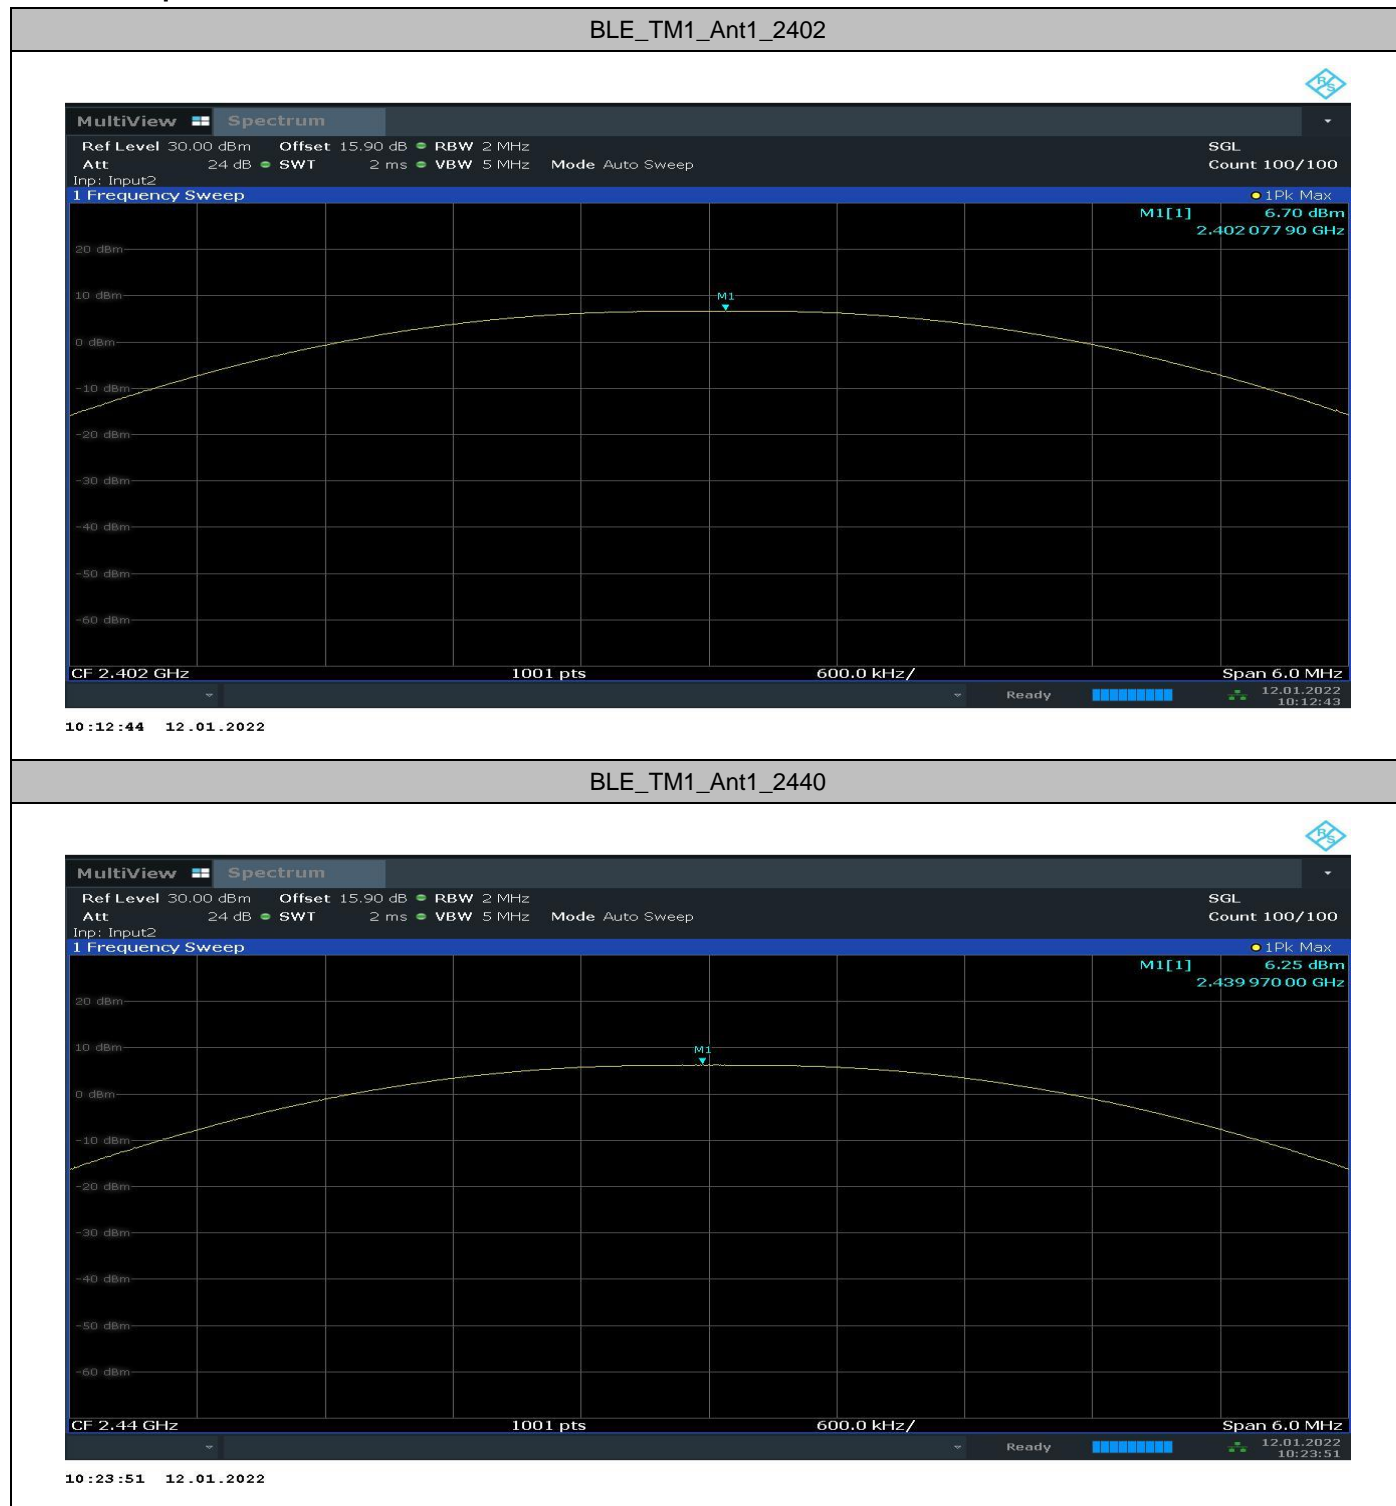 BLE_TM1_Ant1_2402
R S
MultiView Spectrum
Ref Level 30.00 dBm Offset 15.90 dB RBW 2 MHz SGL
Att 24 dB SWT 2 ms VBW 5 MHz Mode Auto Sweep Count 100/100
Inp: Input2
1 Frequency Sweep 1Pk Max
M1[1] 6.70 dBm
2.402 077 90 GHz
20 dBm
10 dBm
M1
0 dBm
-10 dBm
-20 dBm
-30 dBm
-40 dBm
-50 dBm
-60 dBm
CF 2.402 GHz 1001 pts 600.0 kHz/ Span 6.0 MHz
Ready 12.01.2022
10:12:43
10:12:44 12.01.2022
BLE_TM1_Ant1_2440
R S
MultiView Spectrum
Ref Level 30.00 dBm Offset 15.90 dB RBW 2 MHz SGL
Att 24 dB SWT 2 ms VBW 5 MHz Mode Auto Sweep Count 100/100
Inp: Input2
1 Frequency Sweep 1Pk Max
M1[1] 6.25 dBm
2.439 970 00 GHz
20 dBm
10 dBm
M1
0 dBm
-10 dBm
-20 dBm
-30 dBm
-40 dBm
-50 dBm
-60 dBm
CF 2.44 GHz 1001 pts 600.0 kHz/ Span 6.0 MHz
Ready 12.01.2022
10:23:51
10:23:51 12.01.2022